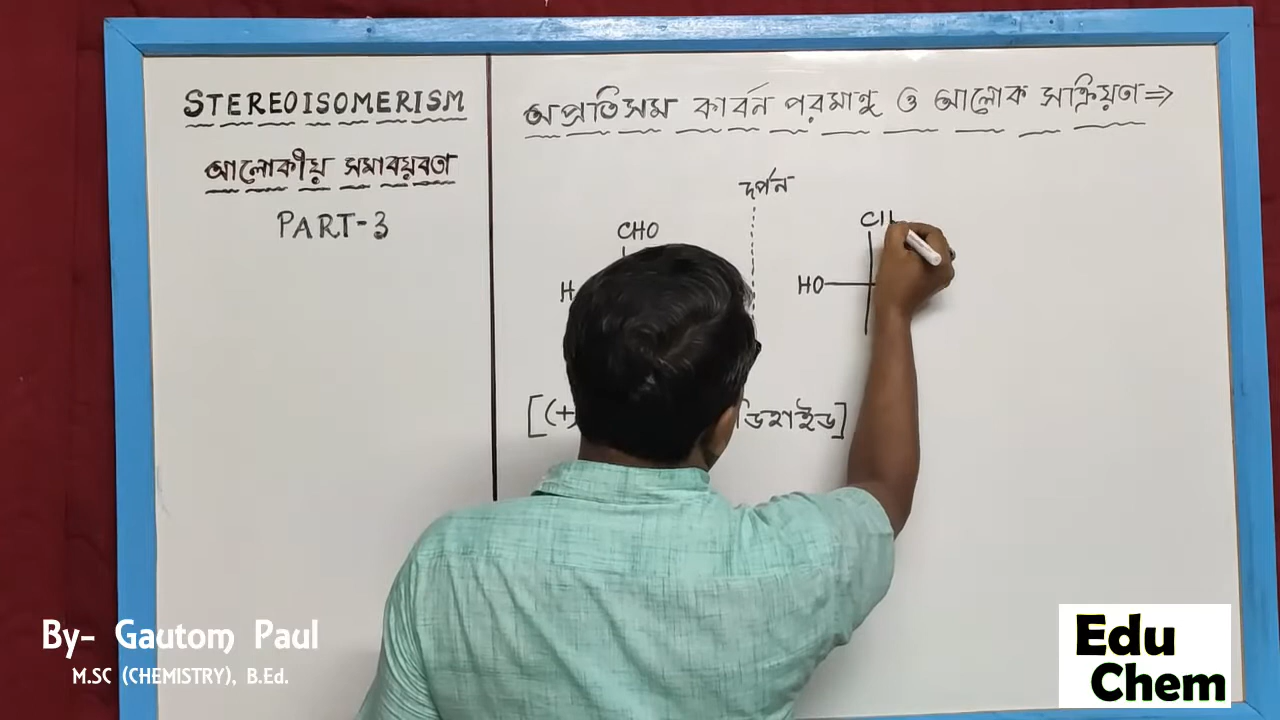 STEREOISOMERISM
আলোকীয় সমাবয়বতা
PART-3
অপ্রতিসম কার্বন পরমানু ও আলোক সক্রিয়তা⇒
দর্পন
CHO
H
HO
[(+
ডিহাইড]
By- Gautom Paul
M.SC (CHEMISTRY), B.Ed.
Edu
Chem